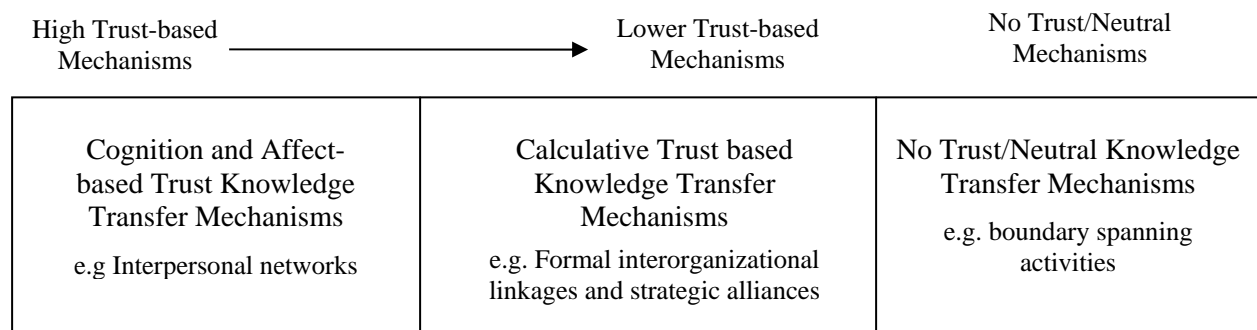 High Trust-based
Mechanisms
Lower Trust-based
Mechanisms
No Trust/Neutral
Mechanisms
Cognition and Affect-
based Trust Knowledge
Transfer Mechanisms
e.g Interpersonal networks
Calculative Trust based
Knowledge Transfer
Mechanisms
e.g. Formal interorganizational
linkages and strategic alliances
No Trust/Neutral Knowledge
Transfer Mechanisms
e.g. boundary spanning
activities